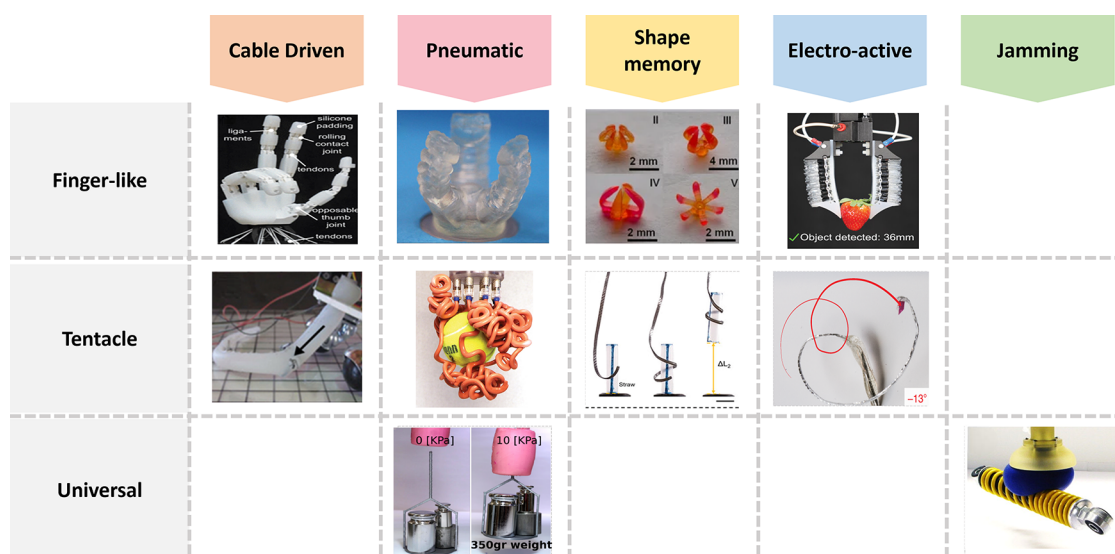 Cable Driven
Pneumatic
Shape
memory
Electro-active
Jamming
Finger-like
liga-
ments
silicone
padding
rolling
contact
joint
tendons
opposable
thumb
joint
tendons
II
III
2 mm
4 mm
IV
V
2 mm
2 mm
✓Object detected: 36mm
Tentacle
Straw
ΔL₂
−13°
Universal
0 [KPa]
10 [KPa]
350gr weight